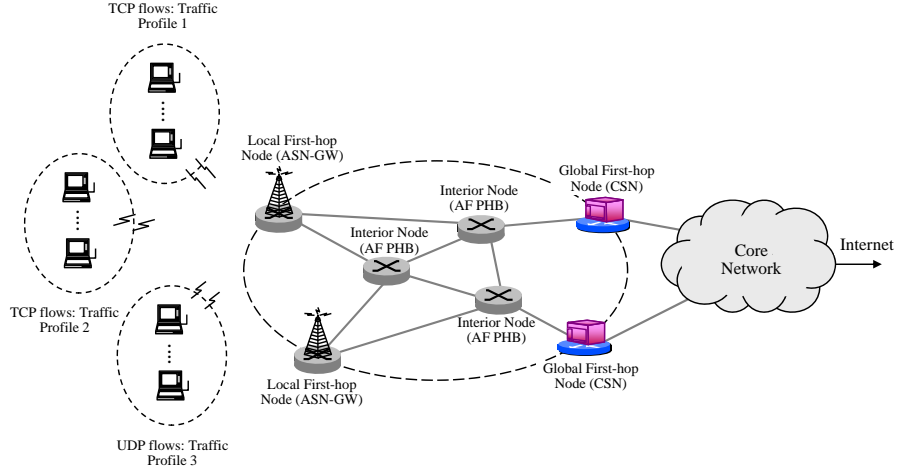 TCP flows: Traffic
Profile 1
Local First-hop
Node (ASN-GW)
Global First-hop
Node (CSN)
Interior Node
(AF PHB)
Interior Node
(AF PHB)
Core
Network
Internet
TCP flows: Traffic
Profile 2
Interior Node
(AF PHB)
Local First-hop
Node (ASN-GW)
Global First-hop
Node (CSN)
UDP flows: Traffic
Profile 3